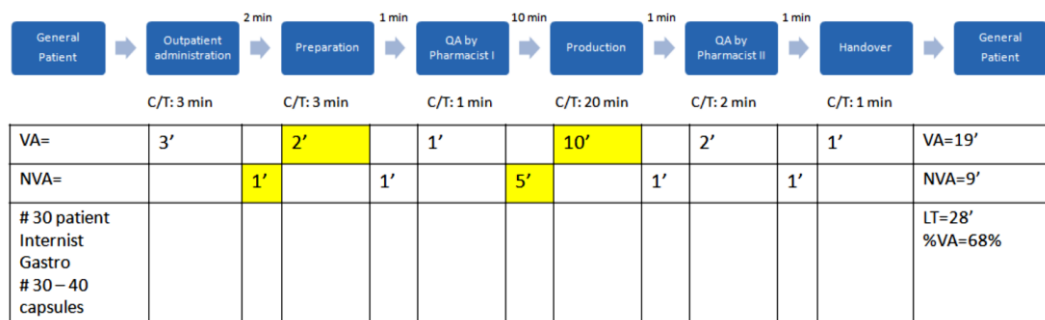 2 min
1 min
10 min
1 min
1 min
General
Patient
Outpatient
administration
Preparation
QA by
Pharmacist I
Production
QA by
Pharmacist II
Handover
General
Patient
C/T: 3 min
C/T: 3 min
C/T: 1 min
C/T: 20 min
C/T: 2 min
C/T: 1 min
VA= 3’ 2’ 1’ 10’ 2’ 1’ VA=19’
NVA= 1’ 1’ 5’ 1’ 1’ NVA=9’
# 30 patient
Internist
Gastro
# 30 – 40
capsules
LT=28’
%VA=68%